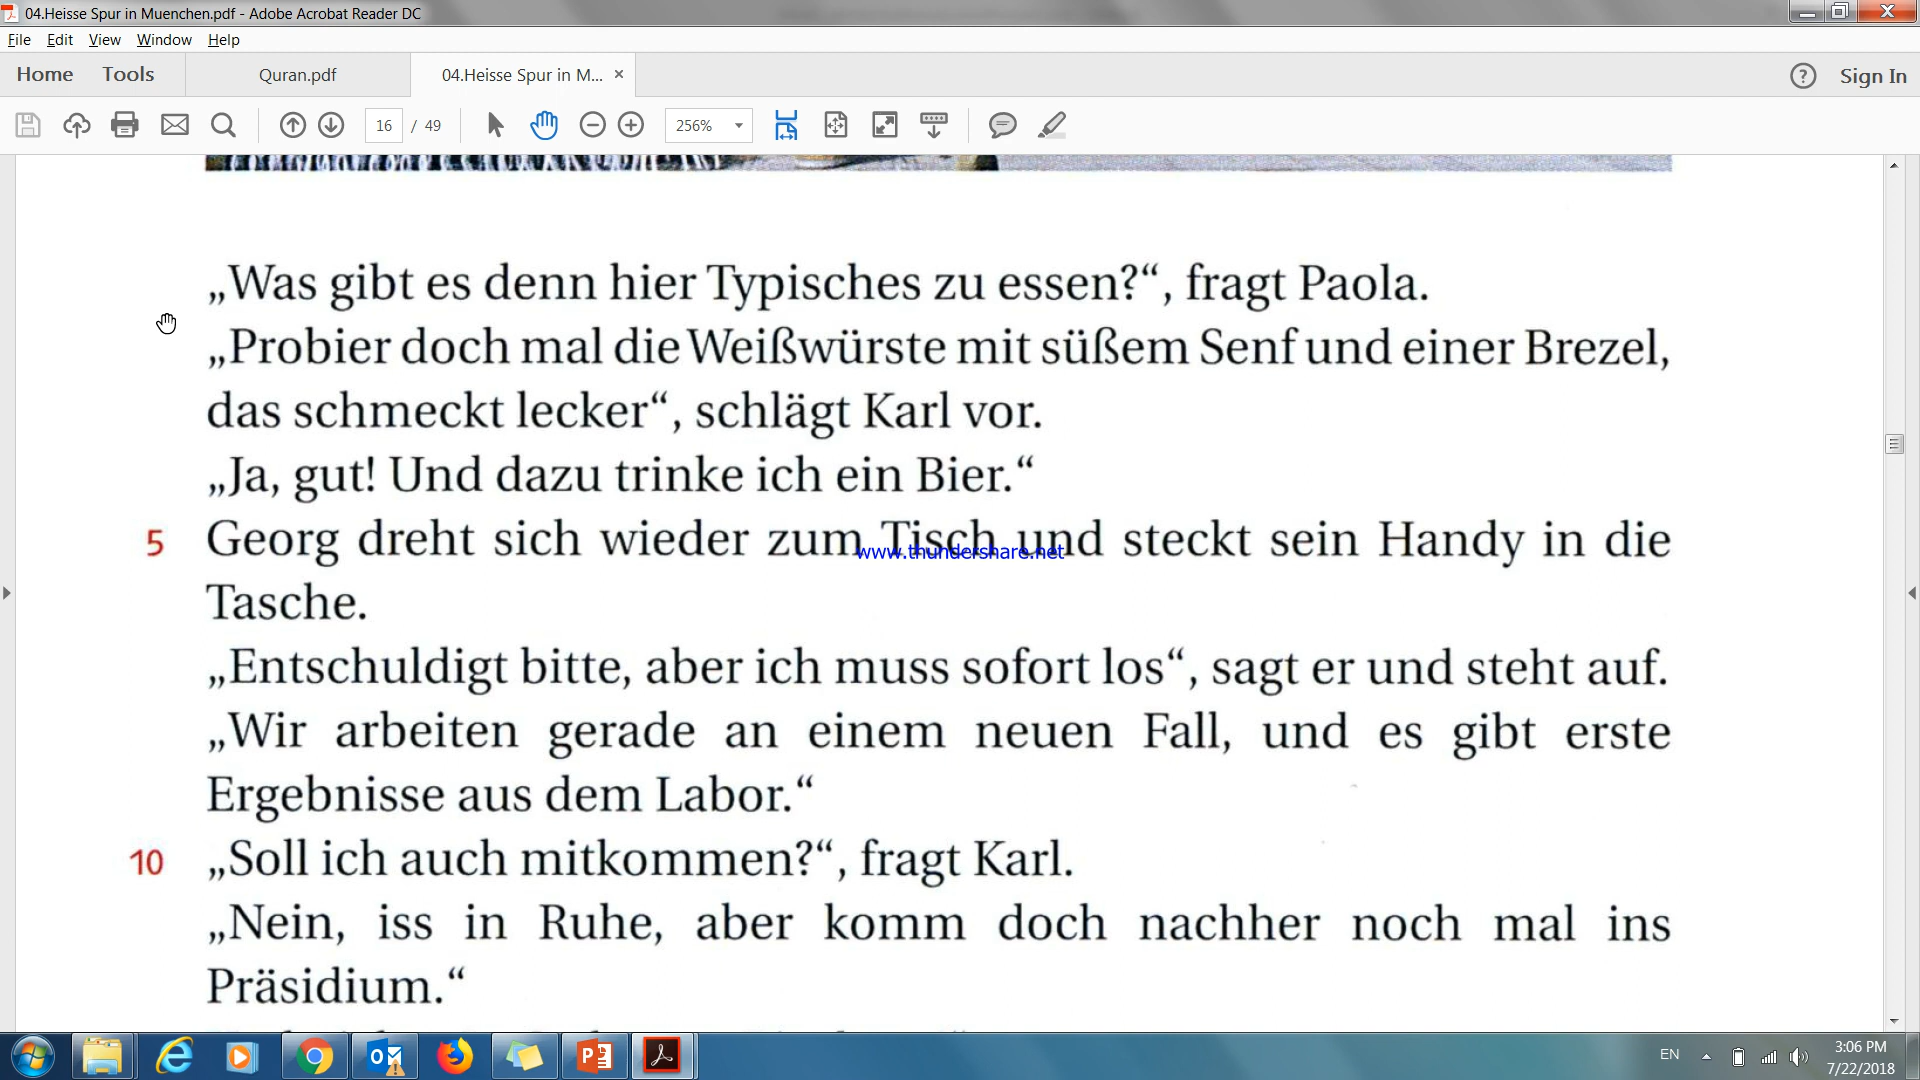 04.Heisse Spur in Muenchen.pdf - Adobe Acrobat Reader DC
File Edit View Window Help
Home Tools Quran.pdf 04.Heisse Spur in M... × Sign In
16 / 49 256%
„Was gibt es denn hier Typisches zu essen?“, fragt Paola.
„Probier doch mal die Weißwürste mit süßem Senf und einer Brezel,
das schmeckt lecker“, schlägt Karl vor.
„Ja, gut! Und dazu trinke ich ein Bier.“
5 Georg dreht sich wieder zum Tisch und steckt sein Handy in die
www.thundershare.net
Tasche.
„Entschuldigt bitte, aber ich muss sofort los“, sagt er und steht auf.
„Wir arbeiten gerade an einem neuen Fall, und es gibt erste
Ergebnisse aus dem Labor.“
10 „Soll ich auch mitkommen?“, fragt Karl.
„Nein, iss in Ruhe, aber komm doch nachher noch mal ins
Präsidium.“
EN 3:06 PM
7/22/2018